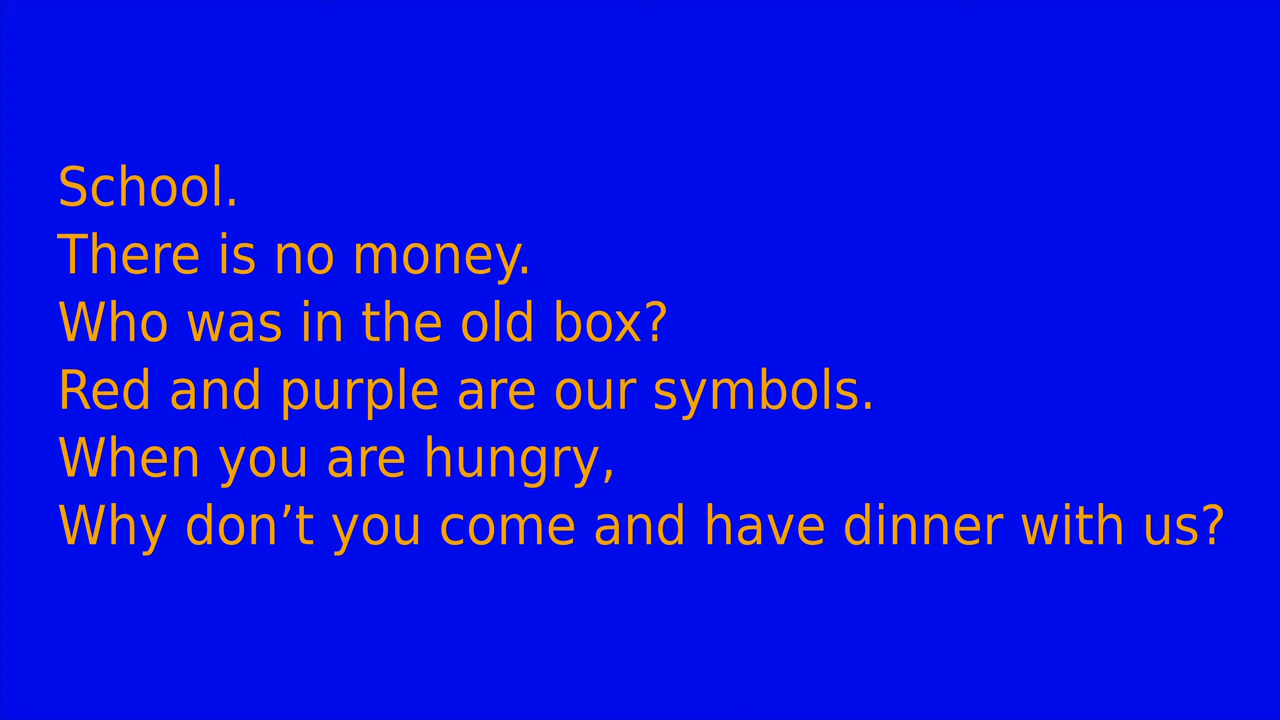 School.
There is no money.
Who was in the old box?
Red and purple are our symbols.
When you are hungry,
Why don’t you come and have dinner with us?